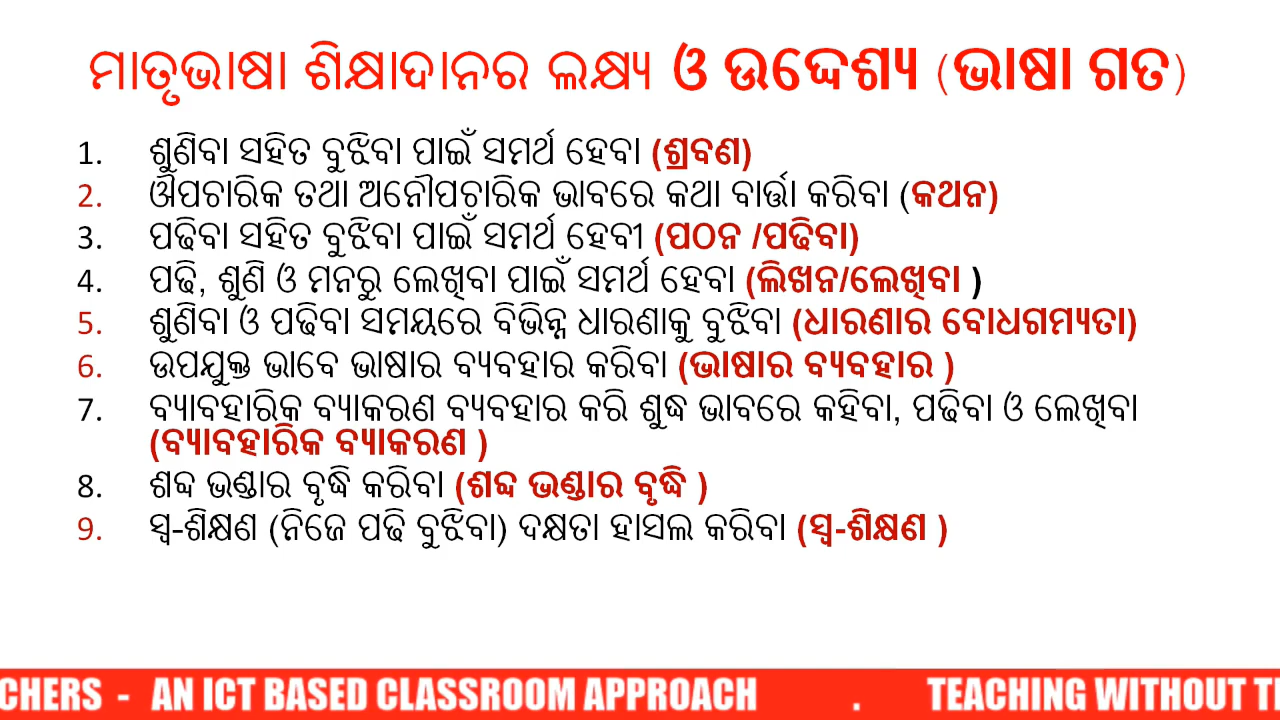 ମାତୃଭାଷା ଶିକ୍ଷାଦାନର ଲକ୍ଷ୍ୟ ଓ ଉଦ୍ଦେଶ୍ୟ (ଭାଷା ଗତ)
1. ଶୁଣିବା ସହିତ ବୁଝିବା ପାଇଁ ସମର୍ଥ ହେବା (ଶ୍ରବଣ)
2. ଔପଚାରିକ ତଥା ଅନୌପଚାରିକ ଭାବରେ କଥା ବାର୍ତ୍ତା କରିବା (କଥନ)
3. ପଢିବା ସହିତ ବୁଝିବା ପାଇଁ ସମର୍ଥ ହେବୀ (ପଠନ /ପଢିବା)
4. ପଢି, ଶୁଣି ଓ ମନରୁ ଲେଖିବା ପାଇଁ ସମର୍ଥ ହେବା (ଲିଖନ/ଲେଖିବା )
5. ଶୁଣିବା ଓ ପଢିବା ସମୟରେ ବିଭିନ୍ନ ଧାରଣାକୁ ବୁଝିବା (ଧାରଣାର ବୋଧଗମ୍ୟତା)
6. ଉପଯୁକ୍ତ ଭାବେ ଭାଷାର ବ୍ୟବହାର କରିବା (ଭାଷାର ବ୍ୟବହାର )
7. ବ୍ୟାବହାରିକ ବ୍ୟାକରଣ ବ୍ୟବହାର କରି ଶୁଦ୍ଧ ଭାବରେ କହିବା, ପଢିବା ଓ ଲେଖିବା
(ବ୍ୟାବହାରିକ ବ୍ୟାକରଣ )
8. ଶବ୍ଦ ଭଣ୍ଡାର ବୃଦ୍ଧି କରିବା (ଶବ୍ଦ ଭଣ୍ଡାର ବୃଦ୍ଧି )
9. ସ୍ୱ-ଶିକ୍ଷଣ (ନିଜେ ପଢି ବୁଝିବା) ଦକ୍ଷତା ହାସଲ କରିବା (ସ୍ୱ-ଶିକ୍ଷଣ )
CHERS - AN ICT BASED CLASSROOM APPROACH . TEACHING WITHOUT